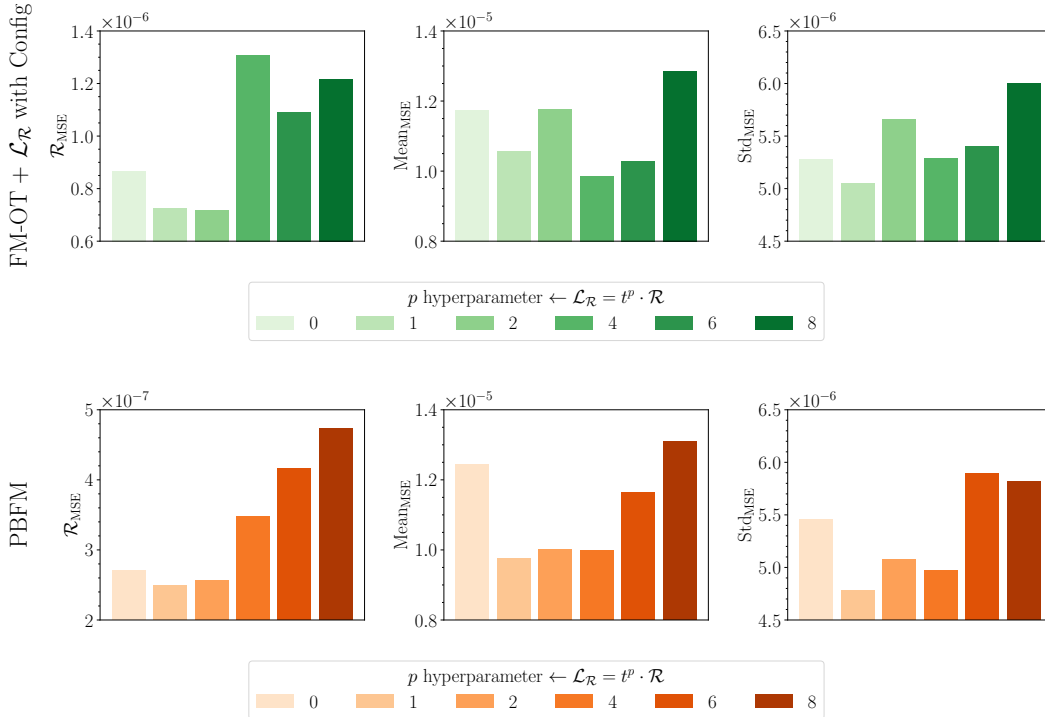 FM-OT + ℒ_ℛ with Config
×10⁻⁶
1.4
1.2
1.0
0.8
0.6
ℛ_MSE
×10⁻⁵
1.4
1.2
1.0
0.8
Mean_MSE
×10⁻⁶
6.5
6.0
5.5
5.0
4.5
Std_MSE
p hyperparameter ← ℒ_ℛ = t^p · ℛ
0 1 2 4 6 8
PBFM
×10⁻⁷
5
4
3
2
ℛ_MSE
×10⁻⁵
1.4
1.2
1.0
0.8
Mean_MSE
×10⁻⁶
6.5
6.0
5.5
5.0
4.5
Std_MSE
p hyperparameter ← ℒ_ℛ = t^p · ℛ
0 1 2 4 6 8